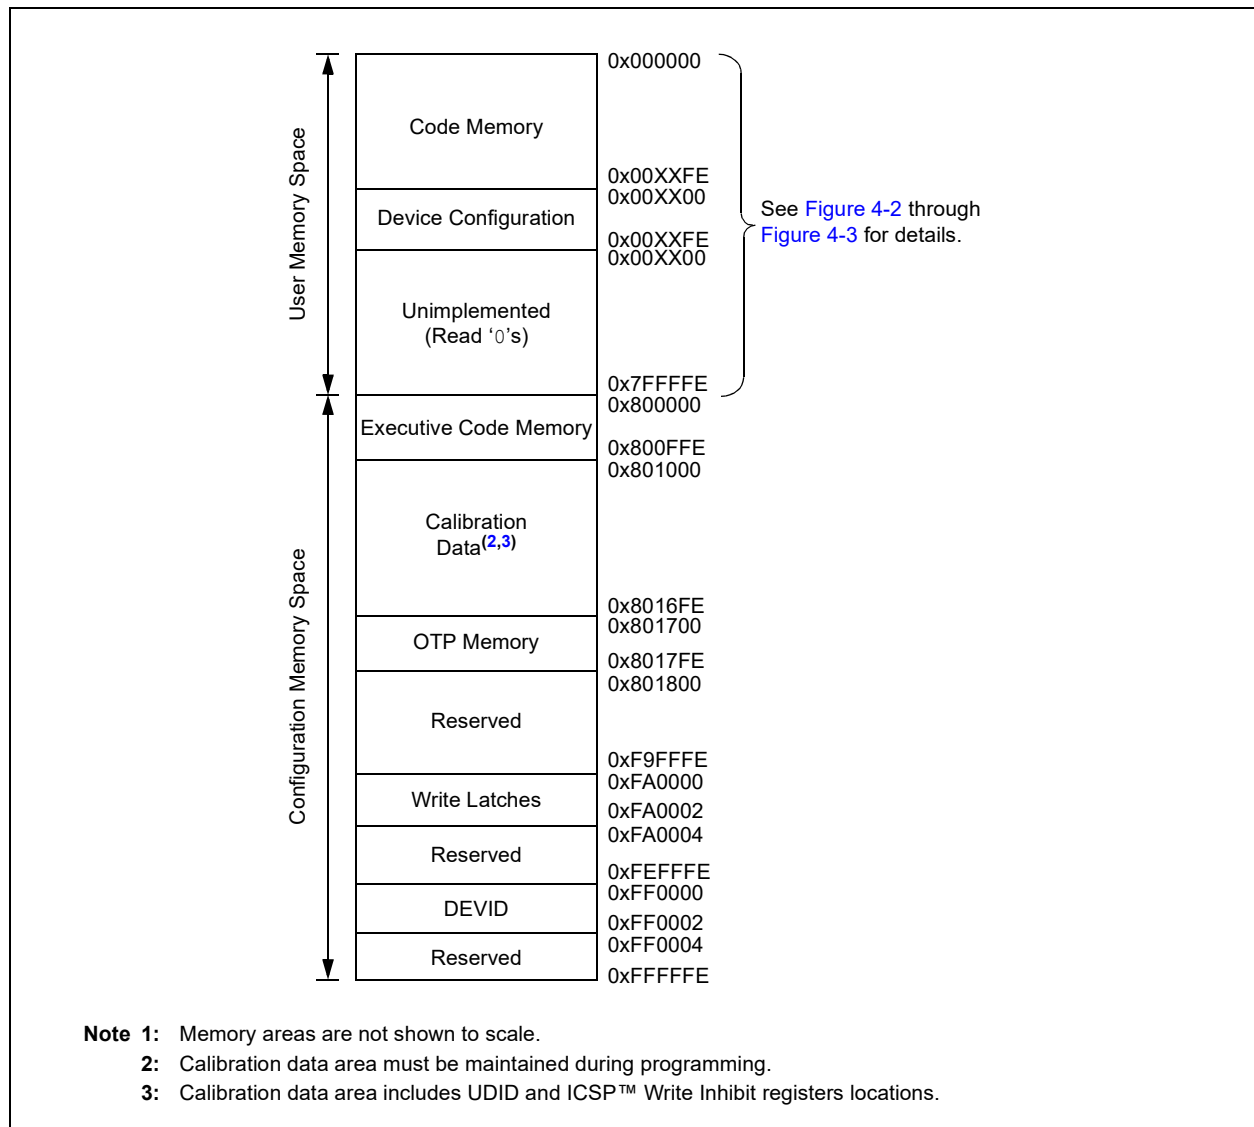 User Memory Space
Configuration Memory Space
0x000000
Code Memory
0x00XXFE
0x00XX00
Device Configuration
0x00XXFE
0x00XX00
Unimplemented
(Read ‘0’s)
0x7FFFFE
See Figure 4-2 through
Figure 4-3 for details.
0x800000
Executive Code Memory
0x800FFE
0x801000
Calibration
Data(2,3)
0x8016FE
0x801700
OTP Memory
0x8017FE
0x801800
Reserved
0xF9FFFE
0xFA0000
Write Latches
0xFA0002
0xFA0004
Reserved
0xFEFFFE
0xFF0000
DEVID
0xFF0002
0xFF0004
Reserved
0xFFFFFE
Note 1: Memory areas are not shown to scale.
2: Calibration data area must be maintained during programming.
3: Calibration data area includes UDID and ICSP™ Write Inhibit registers locations.